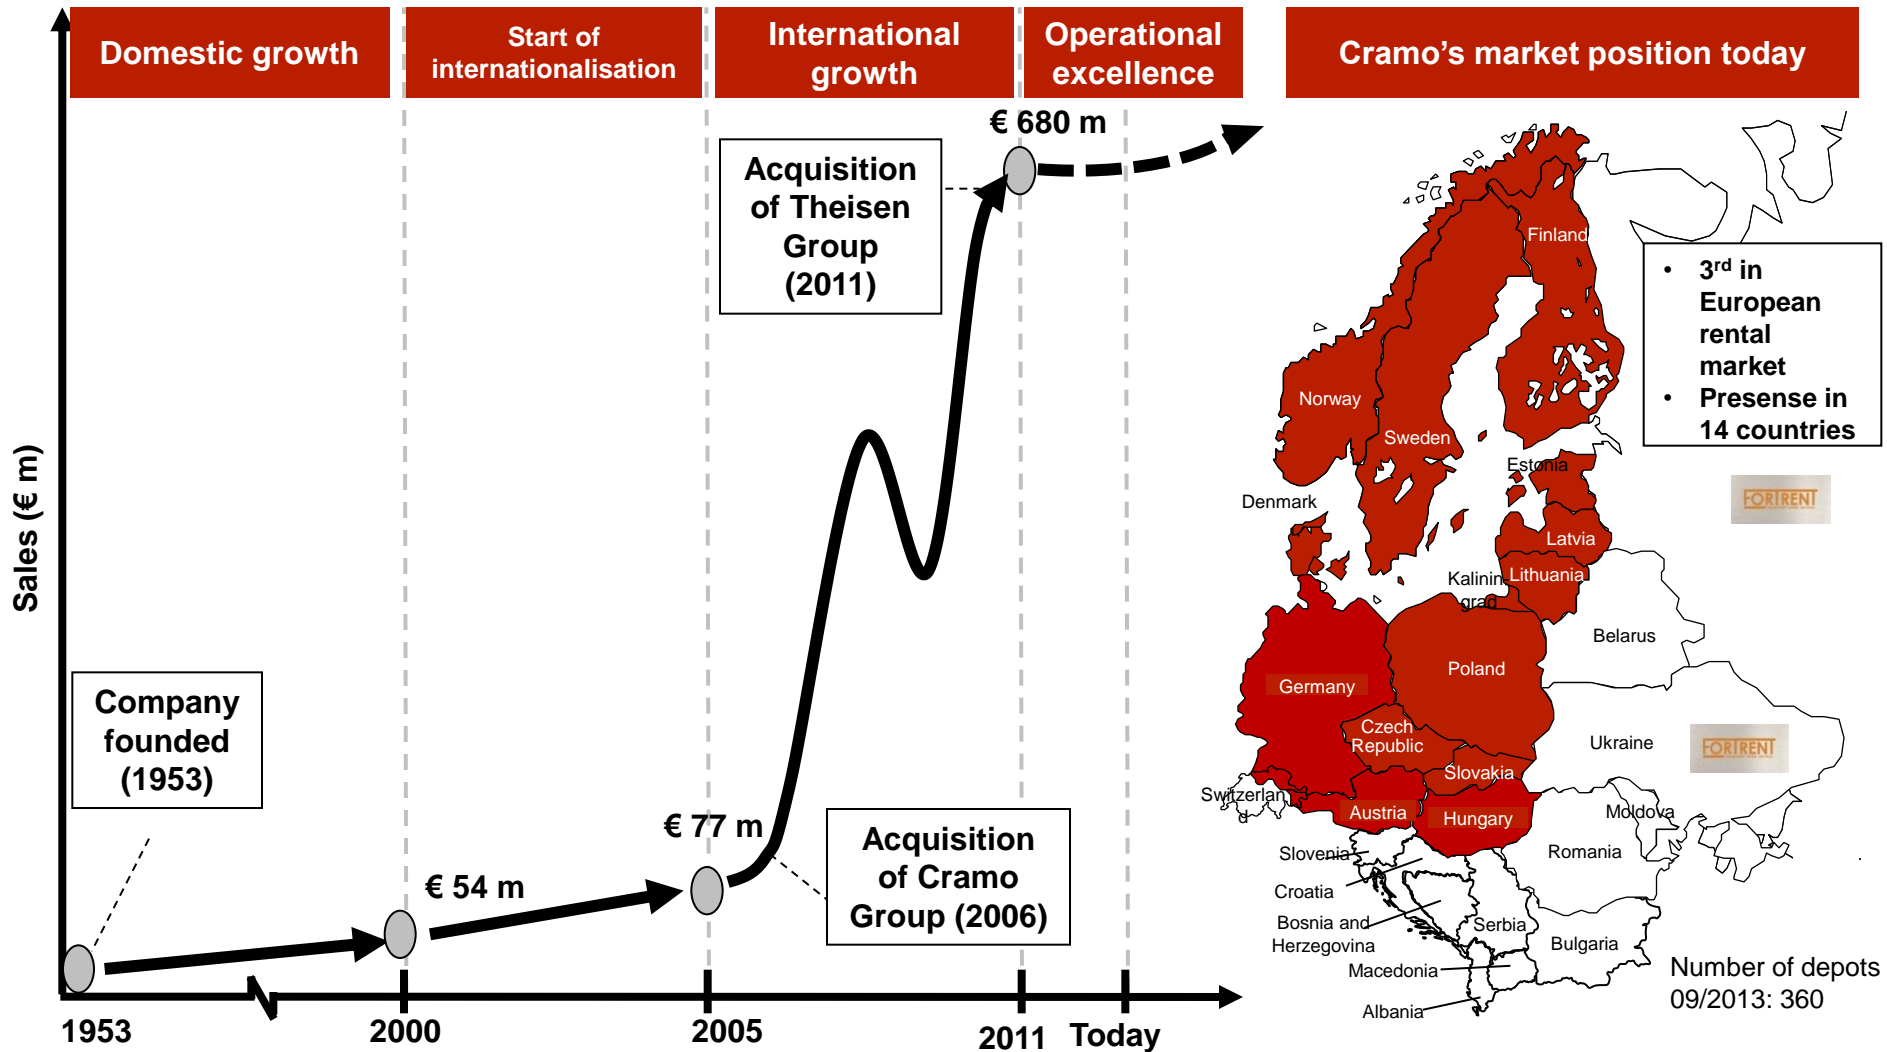 Domestic growth
Start of
internationalisation
International
growth
Operational
excellence
Cramo’s market position today
€ 680 m
Acquisition
of Theisen
Group
(2011)
Company
founded
(1953)
€ 54 m
€ 77 m
Acquisition
of Cramo
Group (2006)
Sales (€ m)
1953
2000
2005
2011
Today
• 3rd in
European
rental
market
• Presense in
14 countries
Finland
Norway
Sweden
Estonia
Denmark
Latvia
Lithuania
Kalinin-
grad
Belarus
Poland
Germany
Czech
Republic
Slovakia
Ukraine
Switzerlan
d
Austria
Hungary
Moldova
Romania
Slovenia
Croatia
Bosnia and
Herzegovina
Serbia
Bulgaria
Macedonia
Albania
FORTRENT
FORTRENT
Number of depots
09/2013: 360